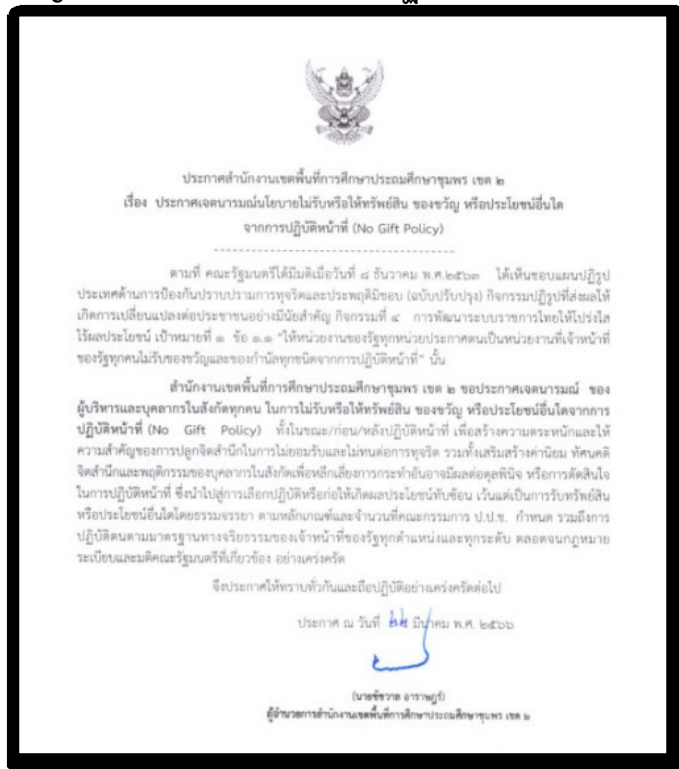 ประกาศสำนักงานเขตพื้นที่การศึกษาประถมศึกษาชุมพร เขต ๒
เรื่อง ประกาศเจตนารมณ์นโยบายไม่รับหรือให้ทรัพย์สิน ของขวัญ หรือประโยชน์อื่นใด
จากการปฏิบัติหน้าที่ (No Gift Policy)
ตามที่ คณะรัฐมนตรีได้มีมติเมื่อวันที่ ๘ ธันวาคม พ.ศ.๒๕๖๓ ได้เห็นชอบแผนปฏิรูป
ประเทศด้านการป้องกันปราบปรามการทุจริตและประพฤติมิชอบ (ฉบับปรับปรุง) กิจกรรมปฏิรูปที่ส่งผลให้
เกิดการเปลี่ยนแปลงต่อประชาชนอย่างมีนัยสำคัญ กิจกรรมที่ ๔ การพัฒนาระบบราชการไทยให้โปร่งใส
ไร้ผลประโยชน์ เป้าหมายที่ ๑ ข้อ ๑.๑ "ให้หน่วยงานของรัฐทุกหน่วยประกาศตนเป็นหน่วยงานที่เจ้าหน้าที่
ของรัฐทุกคนไม่รับของขวัญและของกำนัลทุกชนิดจากการปฏิบัติหน้าที่" นั้น
สำนักงานเขตพื้นที่การศึกษาประถมศึกษาชุมพร เขต ๒ ขอประกาศเจตนารมณ์ ของ
ผู้บริหารและบุคลากรในสังกัดทุกคน ในการไม่รับหรือให้ทรัพย์สิน ของขวัญ หรือประโยชน์อื่นใดจากการ
ปฏิบัติหน้าที่ (No Gift Policy) ทั้งในขณะ/ก่อน/หลังปฏิบัติหน้าที่ เพื่อสร้างความตระหนักและให้
ความสำคัญของการปลูกจิตสำนึกในการไม่ยอมรับและไม่ทนต่อการทุจริต รวมทั้งเสริมสร้างค่านิยม ทัศนคติ
จิตสำนึกและพฤติกรรมของบุคลากรในสังกัดเพื่อหลีกเลี่ยงการกระทำอันอาจมีผลต่อดุลพินิจ หรือการตัดสินใจ
ในการปฏิบัติหน้าที่ ซึ่งนำไปสู่การเลือกปฏิบัติหรือก่อให้เกิดผลประโยชน์ทับซ้อน เว้นแต่เป็นการรับทรัพย์สิน
หรือประโยชน์อื่นใดโดยธรรมจรรยา ตามหลักเกณฑ์และจำนวนที่คณะกรรมการ ป.ป.ช. กำหนด รวมถึงการ
ปฏิบัติตนตามมาตรฐานทางจริยธรรมของเจ้าหน้าที่ของรัฐทุกตำแหน่งและทุกระดับ ตลอดจนกฎหมาย
ระเบียบและมติคณะรัฐมนตรีที่เกี่ยวข้อง อย่างเคร่งครัด
จึงประกาศให้ทราบทั่วกันและถือปฏิบัติอย่างเคร่งครัดต่อไป
ประกาศ ณ วันที่ ๒๒ มีนาคม พ.ศ. ๒๕๖๖
(นายชัชวาล อาราษฎร์)
ผู้อำนวยการสำนักงานเขตพื้นที่การศึกษาประถมศึกษาชุมพร เขต ๒